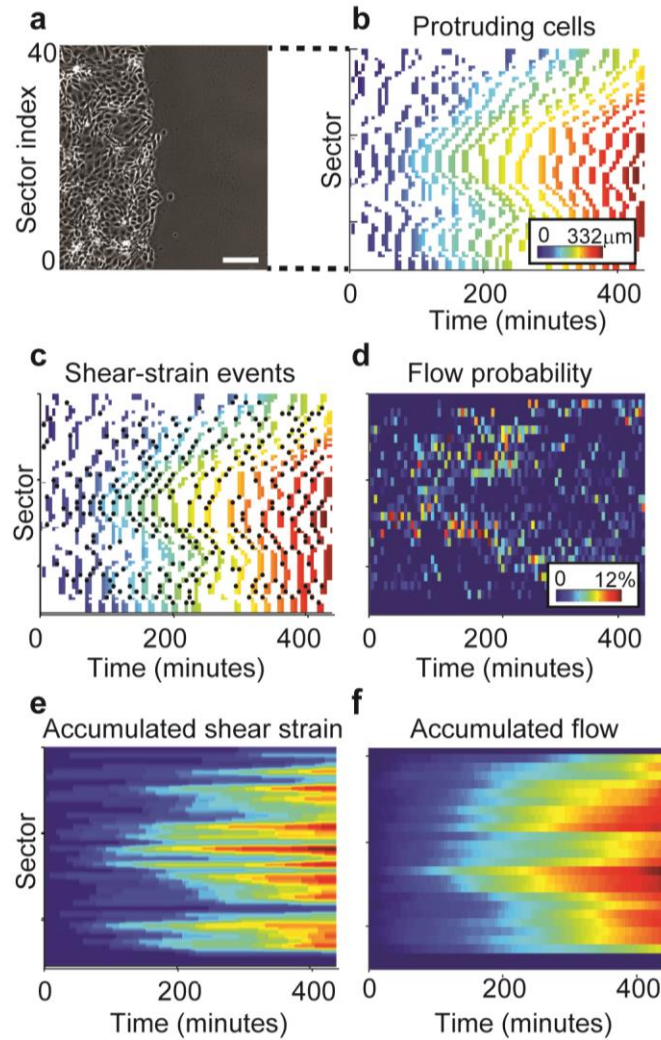 a
40
Sector index
0
b
Protruding cells
Sector
0 332μm
0 200 400
Time (minutes)
c
Shear-strain events
Sector
0 200 400
Time (minutes)
d
Flow probability
0 12%
0 200 400
Time (minutes)
e
Accumulated shear strain
Sector
0 200 400
Time (minutes)
f
Accumulated flow
0 200 400
Time (minutes)